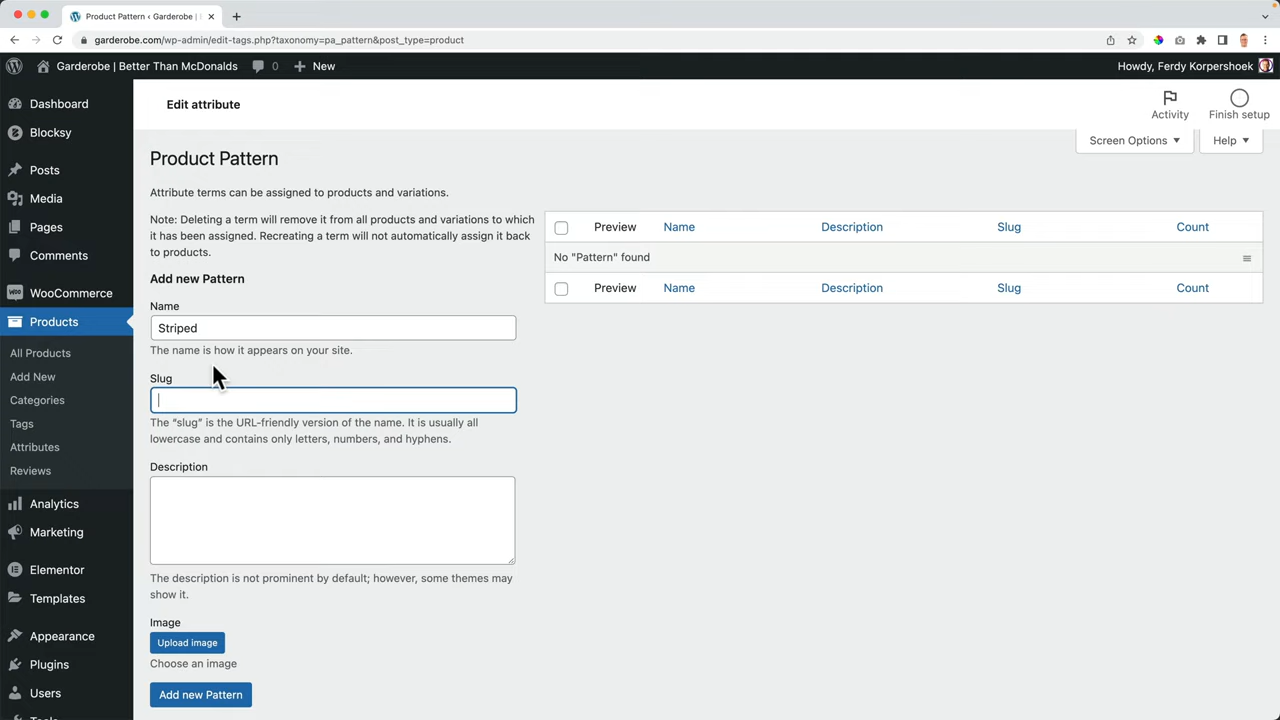 Product Pattern ‹ Garderobe |
garderobe.com/wp-admin/edit-tags.php?taxonomy=pa_pattern&post_type=product
Garderobe | Better Than McDonalds
0
New
Howdy, Ferdy Korpershoek
Dashboard
Blocksy
Posts
Media
Pages
Comments
WooCommerce
Products
All Products
Add New
Categories
Tags
Attributes
Reviews
Analytics
Marketing
Elementor
Templates
Appearance
Plugins
Users
Edit attribute
Activity
Finish setup
Screen Options
Help
Product Pattern
Attribute terms can be assigned to products and variations.
Note: Deleting a term will remove it from all products and variations to which
it has been assigned. Recreating a term will not automatically assign it back
to products.
Add new Pattern
Name
Striped
The name is how it appears on your site.
Slug
The “slug” is the URL-friendly version of the name. It is usually all
lowercase and contains only letters, numbers, and hyphens.
Description
The description is not prominent by default; however, some themes may
show it.
Image
Upload image
Choose an image
Add new Pattern
Preview Name Description Slug Count
No "Pattern" found
Preview Name Description Slug Count